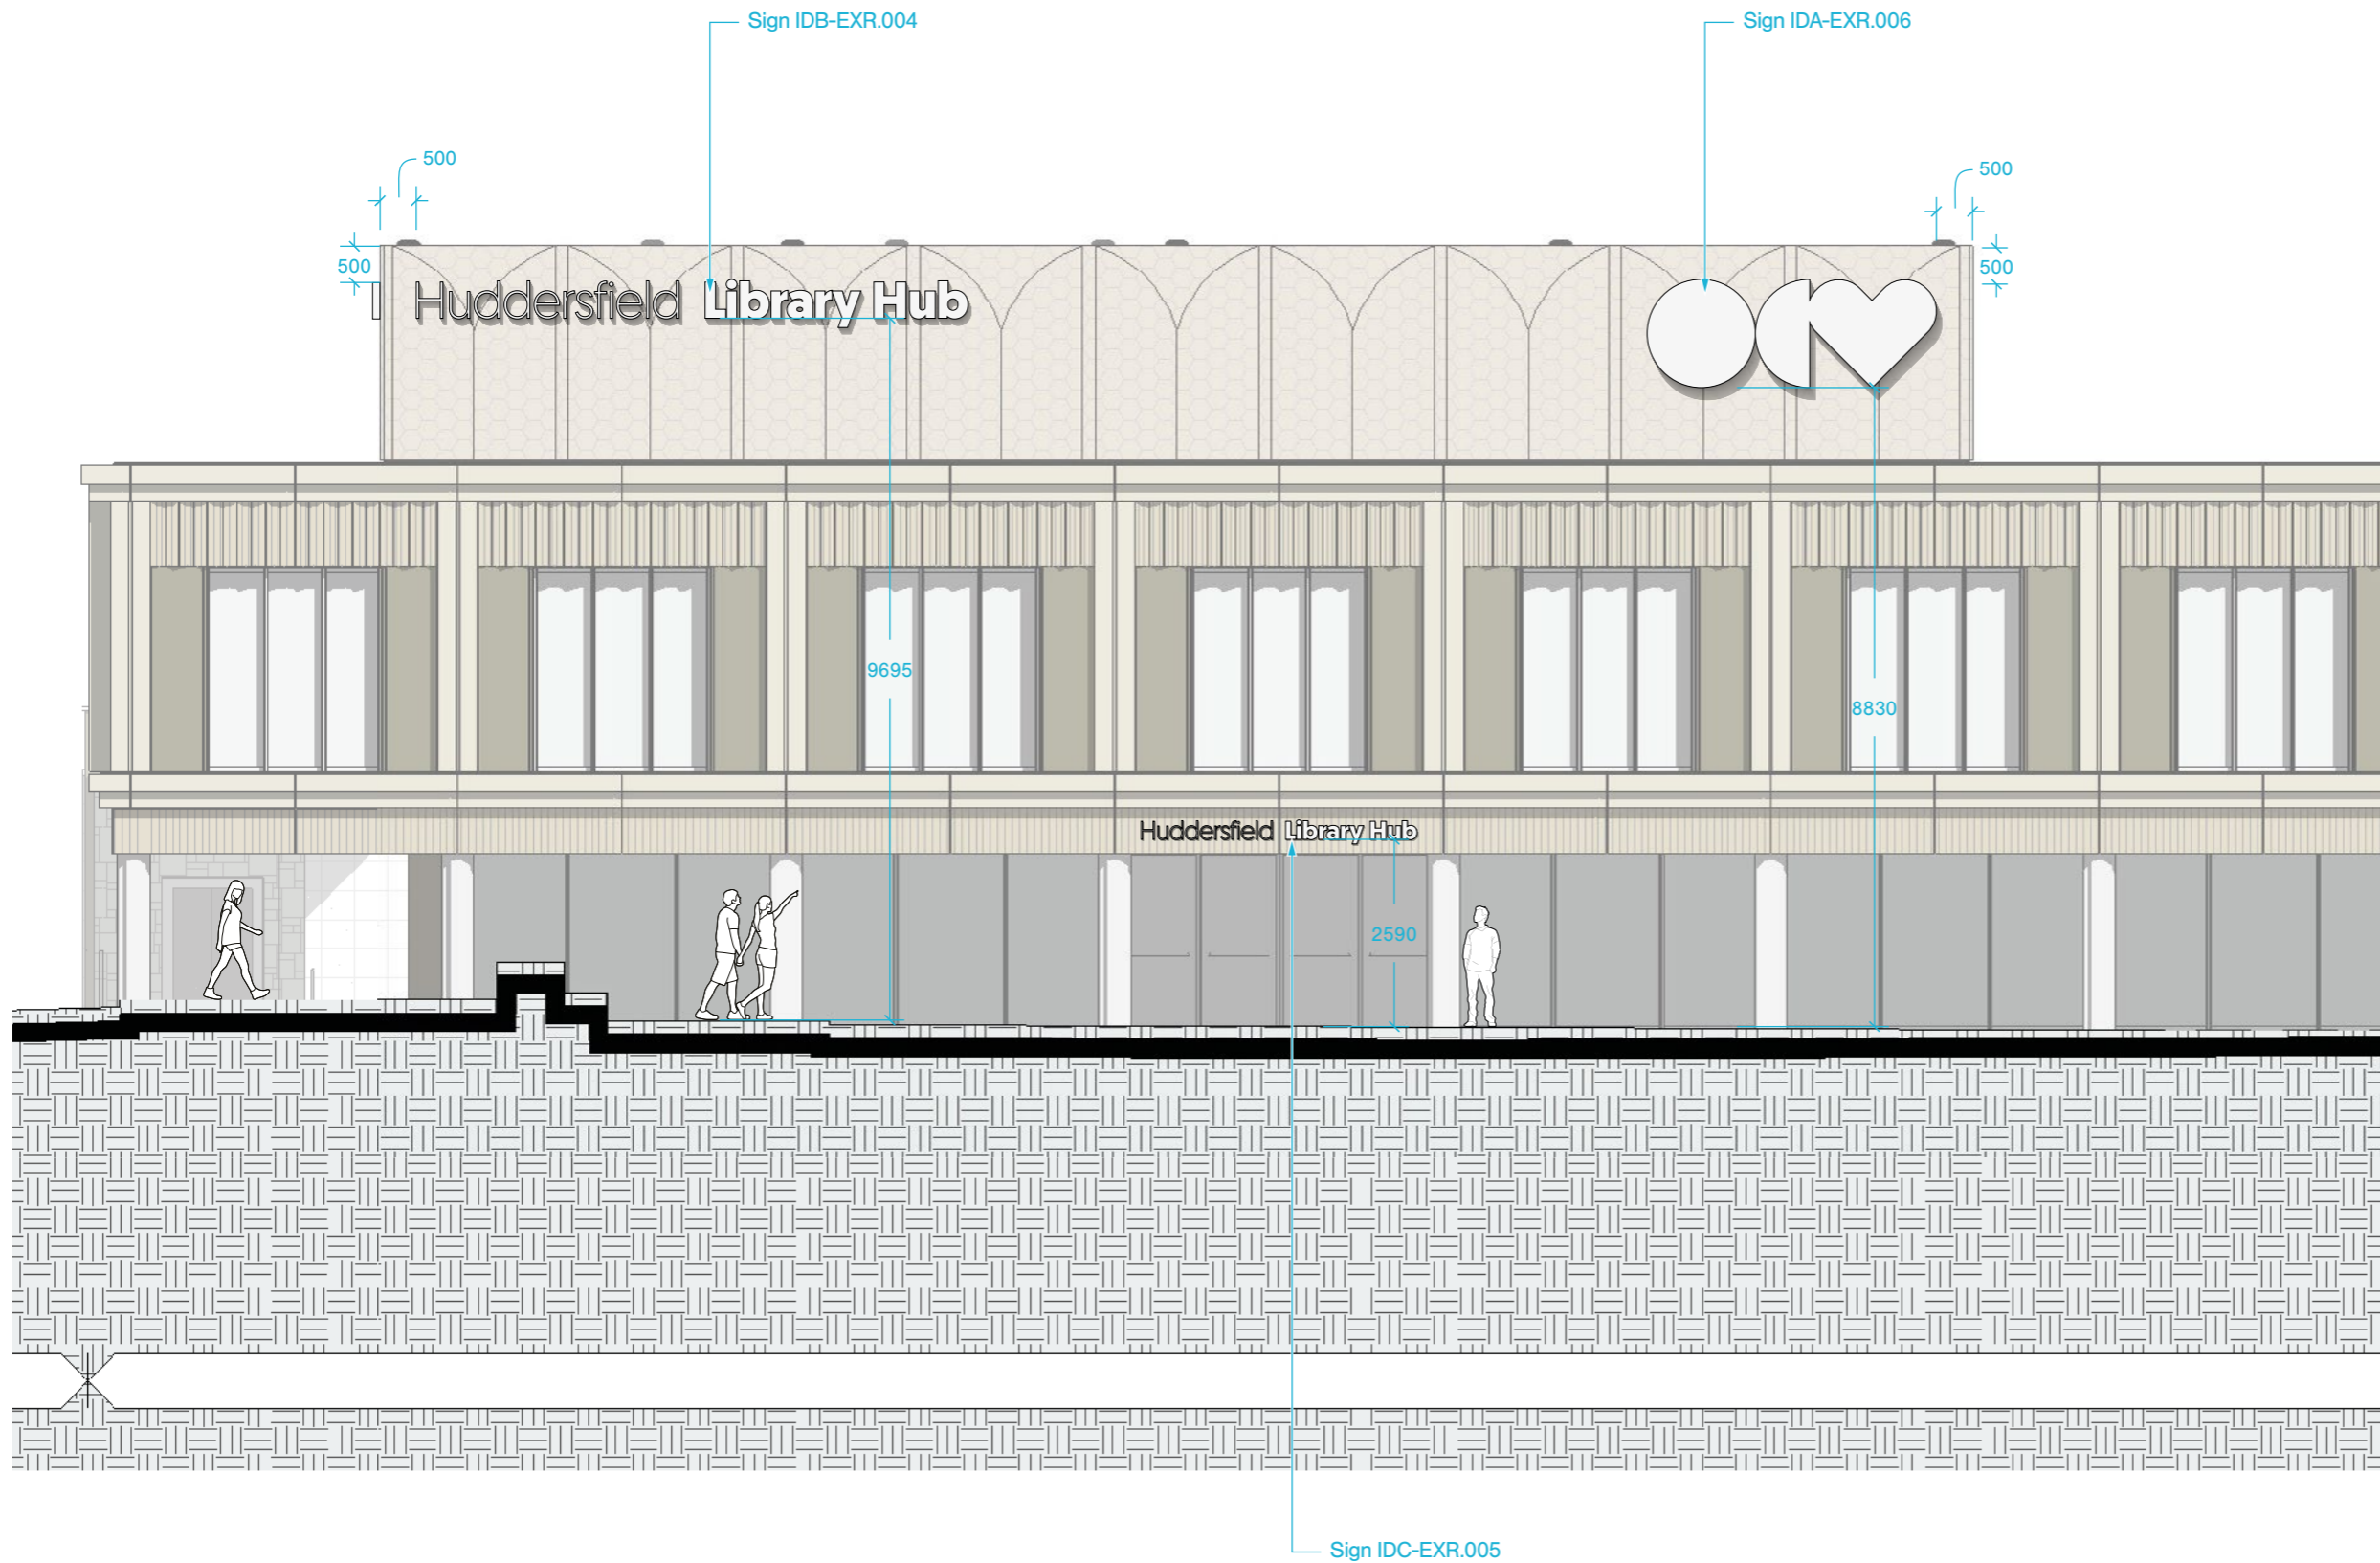 Sign IDB-EXR.004
Sign IDA-EXR.006
500
500
500
500
Huddersfield Library Hub
9695
8830
Huddersfield Library Hub
2590
Sign IDC-EXR.005